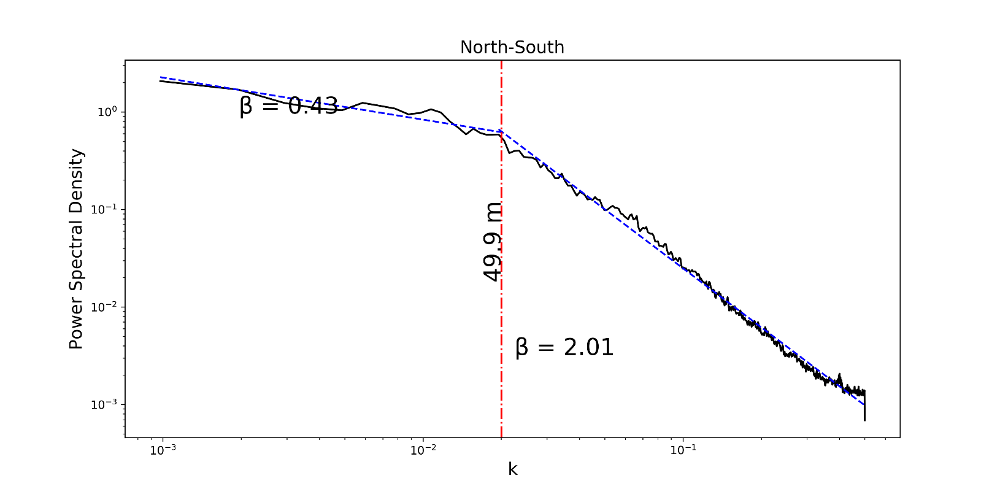 North-South
Power Spectral Density
10⁰
10⁻¹
10⁻²
10⁻³
β = 0.43
49.9 m
β = 2.01
10⁻³
10⁻²
10⁻¹
k